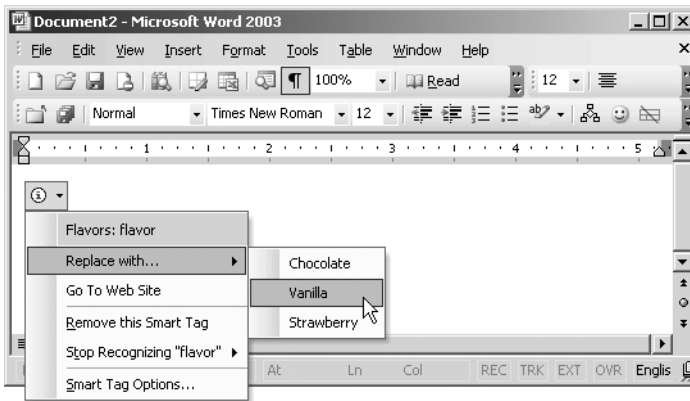 Document2 - Microsoft Word 2003
File Edit View Insert Format Tools Table Window Help
100% Read 12
Normal Times New Roman 12
1 2 3 4 5
Flavors: flavor
Replace with...
Chocolate
Go To Web Site
Vanilla
Remove this Smart Tag
Strawberry
Stop Recognizing "flavor"
At Ln Col REC TRK EXT OVR Englis
Smart Tag Options...